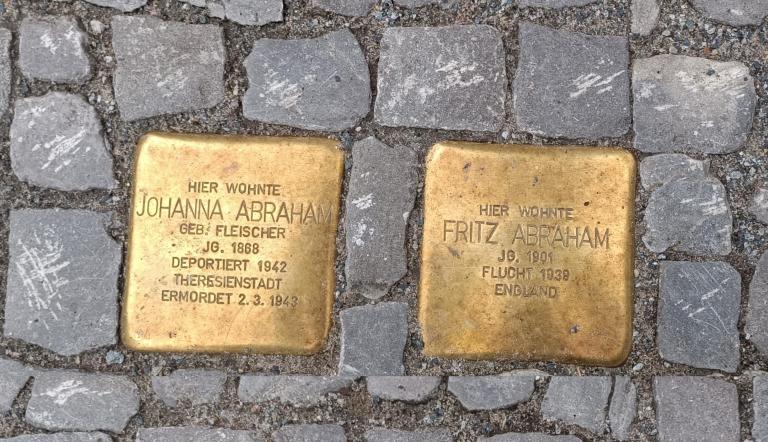 HIER WOHNTE
JOHANNA ABRAHAM
GEB. FLEISCHER
JG. 1868
DEPORTIERT 1942
THERESIENSTADT
ERMORDET 2. 3. 1943
HIER WOHNTE
FRITZ ABRAHAM
JG. 1901
FLUCHT 1939
ENGLAND